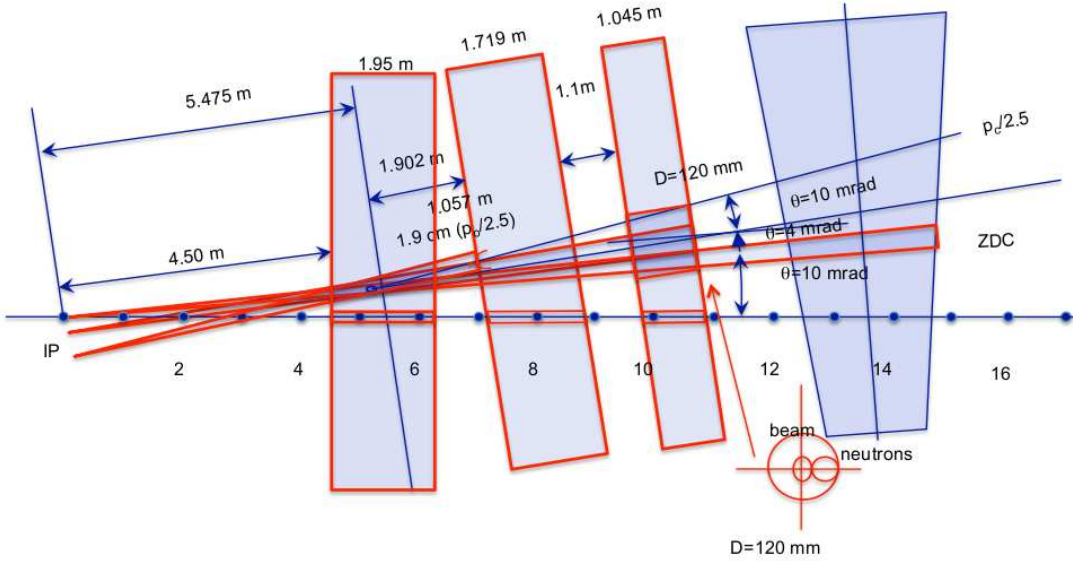 1.045 m
1.719 m
1.95 m
5.475 m
1.1m
p_c/2.5
1.902 m
D=120 mm
θ=10 mrad
1.057 m
1.9 cm (p_o/2.5)
θ=4 mrad
ZDC
4.50 m
θ=10 mrad
IP
2
4
6
8
10
12
14
16
beam
neutrons
D=120 mm